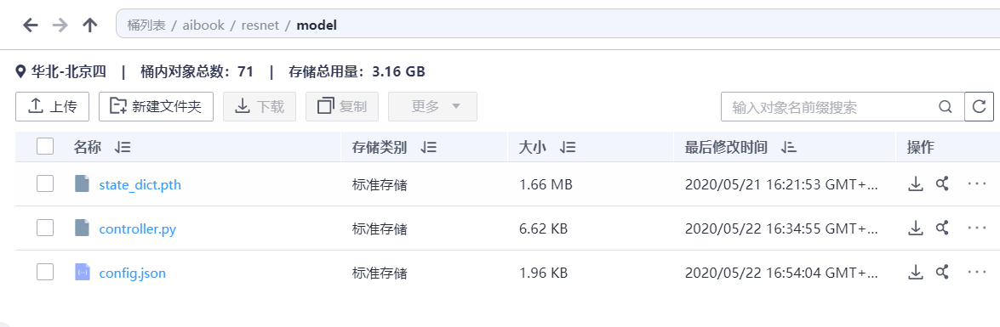 桶列表 / aibook / resnet / model
华北-北京四 | 桶内对象总数：71 | 存储总用量：3.16 GB
上传 新建文件夹 下载 复制 更多 输入对象名前缀搜索
名称 存储类别 大小 最后修改时间 操作
state_dict.pth 标准存储 1.66 MB 2020/05/21 16:21:53 GMT+... ...
controller.py 标准存储 6.62 KB 2020/05/22 16:34:55 GMT+... ...
config.json 标准存储 1.96 KB 2020/05/22 16:54:04 GMT+... ...